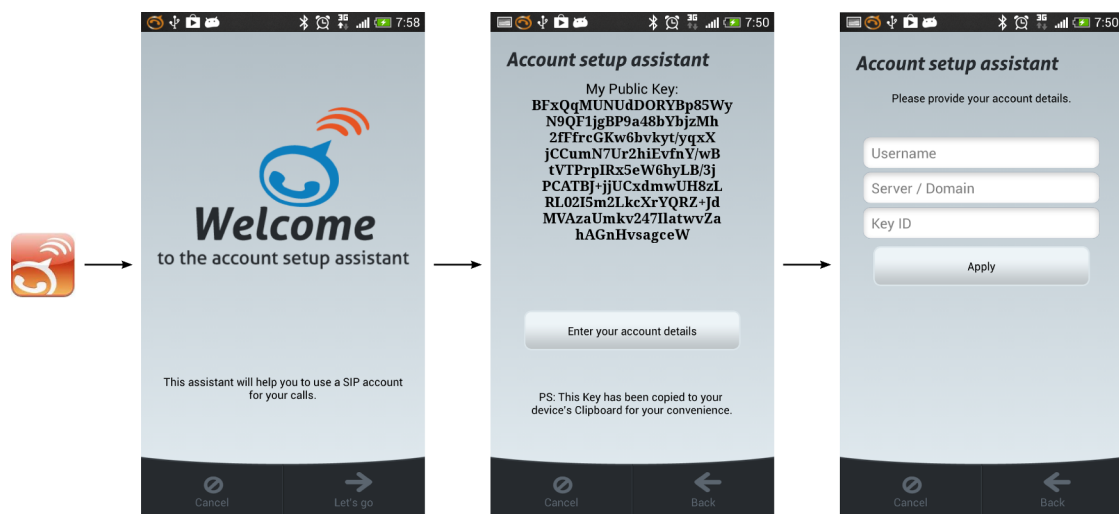 3G 7:58
Welcome
to the account setup assistant
This assistant will help you to use a SIP account
for your calls.
Cancel
Let's go
3G 7:50
Account setup assistant
My Public Key:
BFxQqMUNUdDORYBp85Wy
N9QF1jgBP9a48bYbjzMh
2fFfrcGKw6bvkyt/yqxX
jCCumN7Ur2hiEvfnY/wB
tVTPrpIRx5eW6hyLB/3j
PCATBJ+jjUCxdmwUH8zL
RL02I5m2LkcXrYQRZ+Jd
MVAzaUmkv247IlatwvZa
hAGnHvsagceW
Enter your account details
PS: This Key has been copied to your
device's Clipboard for your convenience.
Cancel
Back
3G 7:50
Account setup assistant
Please provide your account details.
Username
Server / Domain
Key ID
Apply
Cancel
Back